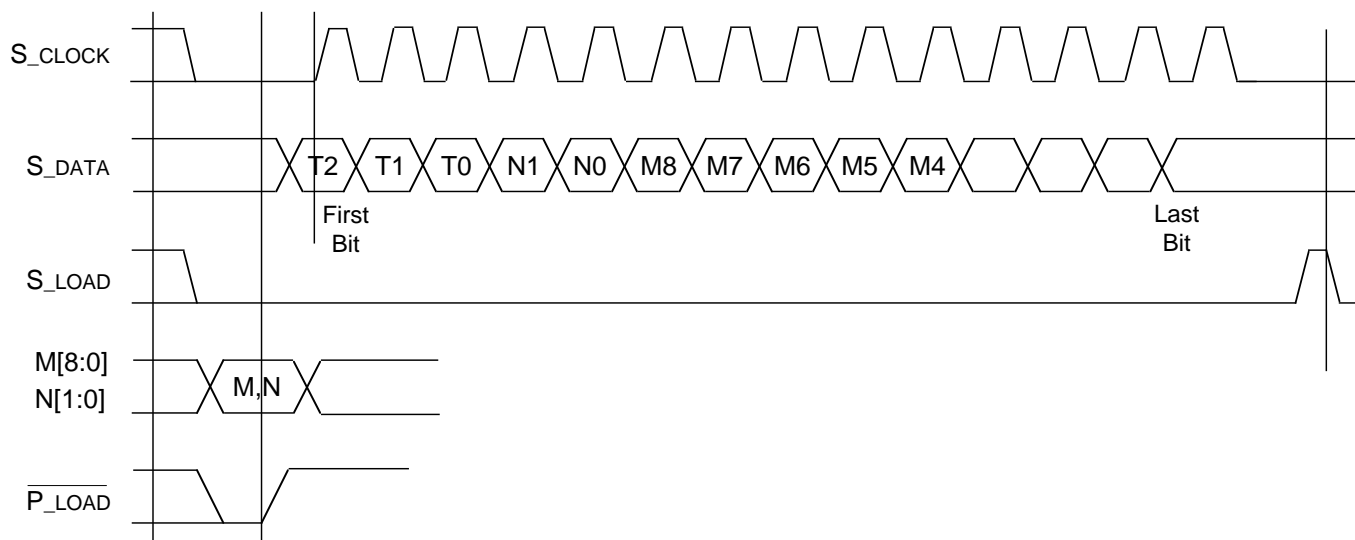 S_CLOCK
S_DATA
T2 T1 T0 N1 N0 M8 M7 M6 M5 M4
First
Bit
Last
Bit
S_LOAD
M[8:0]
N[1:0]
M,N
P_LOAD